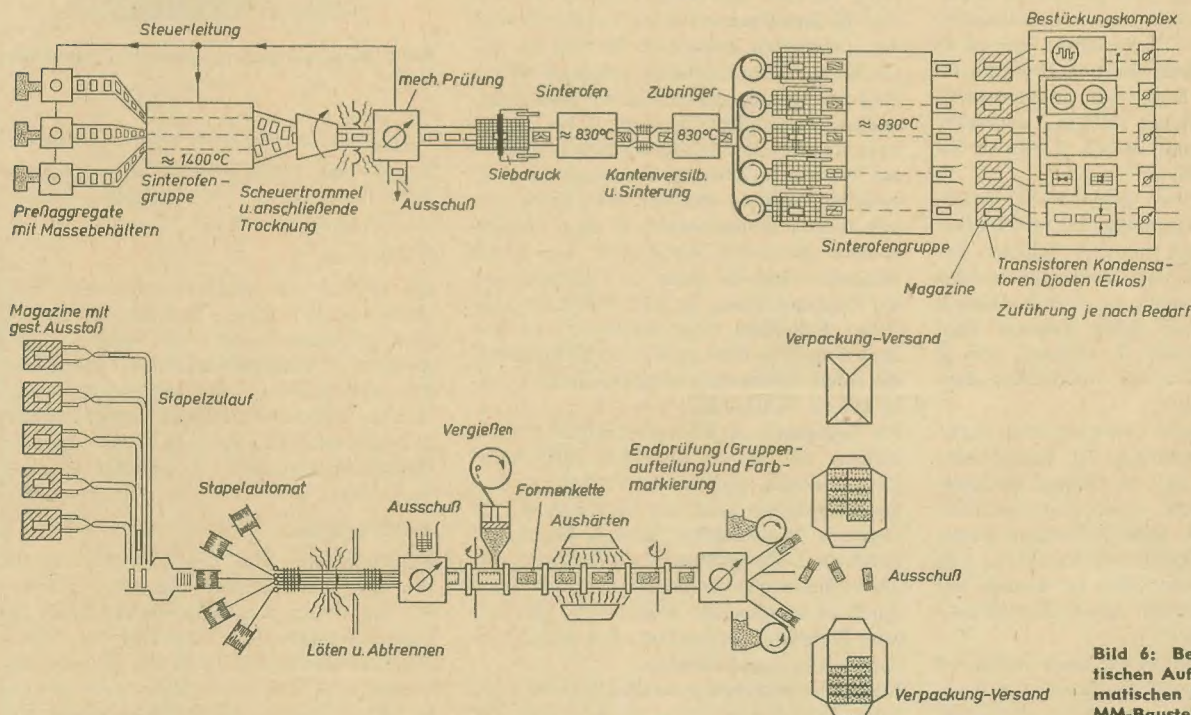 Steuerleitung
mech. Prüfung
≈ 1400°C
Sinterofen-
gruppe
Preßaggregate
mit Massebehältern
Scheuertrommel
u. anschließende
Trocknung
Ausschuß
Siebdruck
Sinterofen
≈ 830°C
Kantenversilb.
u. Sinterung
830°C
Zubringer
≈ 830°C
Sinterofengruppe
Bestückungskomplex
Magazine
Transistoren Kondensa-
toren Dioden (Elkos)
Zuführung je nach Bedarf
Magazine mit
gest. Ausstoß
Stapelzulauf
Stapelautomat
Löten u. Abtrennen
Ausschuß
Vergießen
Formenkette
Aushärten
Endprüfung (Gruppen-
aufteilung) und Farb-
markierung
Verpackung-Versand
Ausschuß
Verpackung-Versand
Bild 6: Be
tischen Auf
matischen
MM-Bauste